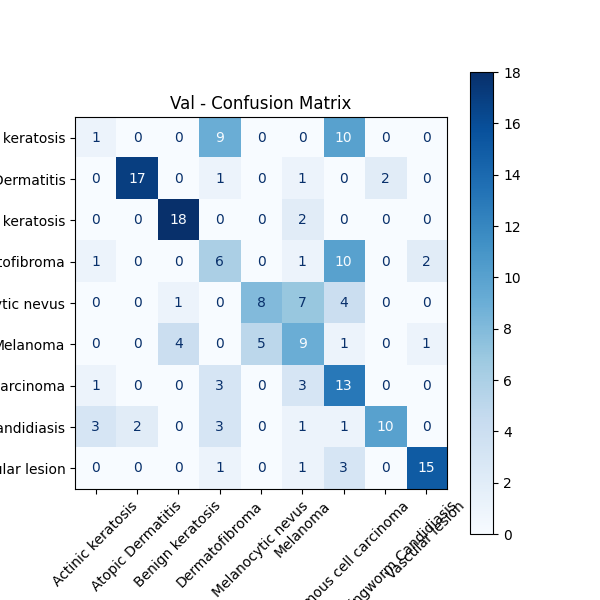 Val - Confusion Matrix
keratosis 1 0 0 9 0 0 10 0 0
Dermatitis 0 17 0 1 0 1 0 2 0
keratosis 0 0 18 0 0 2 0 0 0
tofibroma 1 0 0 6 0 1 10 0 2
ytic nevus 0 0 1 0 8 7 4 0 0
Melanoma 0 0 4 0 5 9 1 0 1
arcinoma 1 0 0 3 0 3 13 0 0
andidiasis 3 2 0 3 0 1 1 10 0
ular lesion 0 0 0 1 0 1 3 0 15
Actinic keratosis
Atopic Dermatitis
Benign keratosis
Dermatofibroma
Melanocytic nevus
Melanoma
mous cell carcinoma
ngworm Candidiasis
Vascular lesion
18
16
14
12
10
8
6
4
2
0